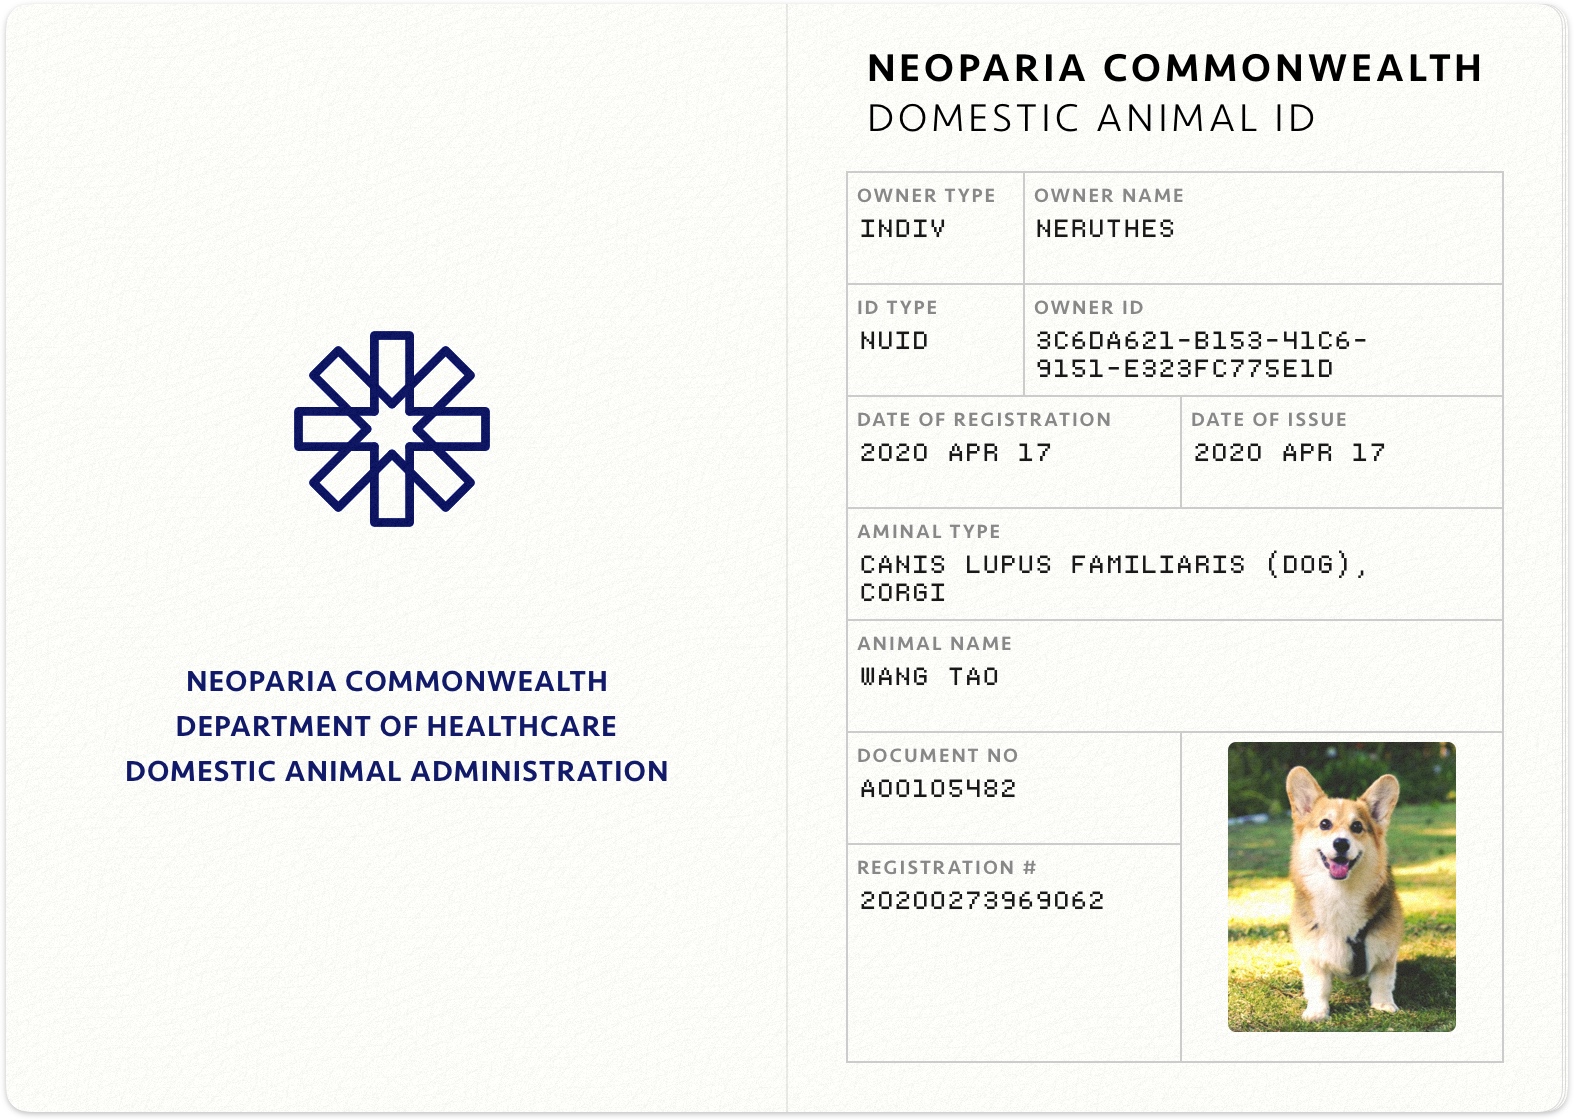 NEOPARIA COMMONWEALTH
DEPARTMENT OF HEALTHCARE
DOMESTIC ANIMAL ADMINISTRATION
NEOPARIA COMMONWEALTH
DOMESTIC ANIMAL ID
OWNER TYPE
INDIV
OWNER NAME
NERUTHES
ID TYPE
NUID
OWNER ID
3C6DA621-B153-41C6-
9151-E323FC775E1D
DATE OF REGISTRATION
2020 APR 17
DATE OF ISSUE
2020 APR 17
AMINAL TYPE
CANIS LUPUS FAMILIARIS (DOG),
CORGI
ANIMAL NAME
WANG TAO
DOCUMENT NO
A00105482
REGISTRATION #
20200273969062